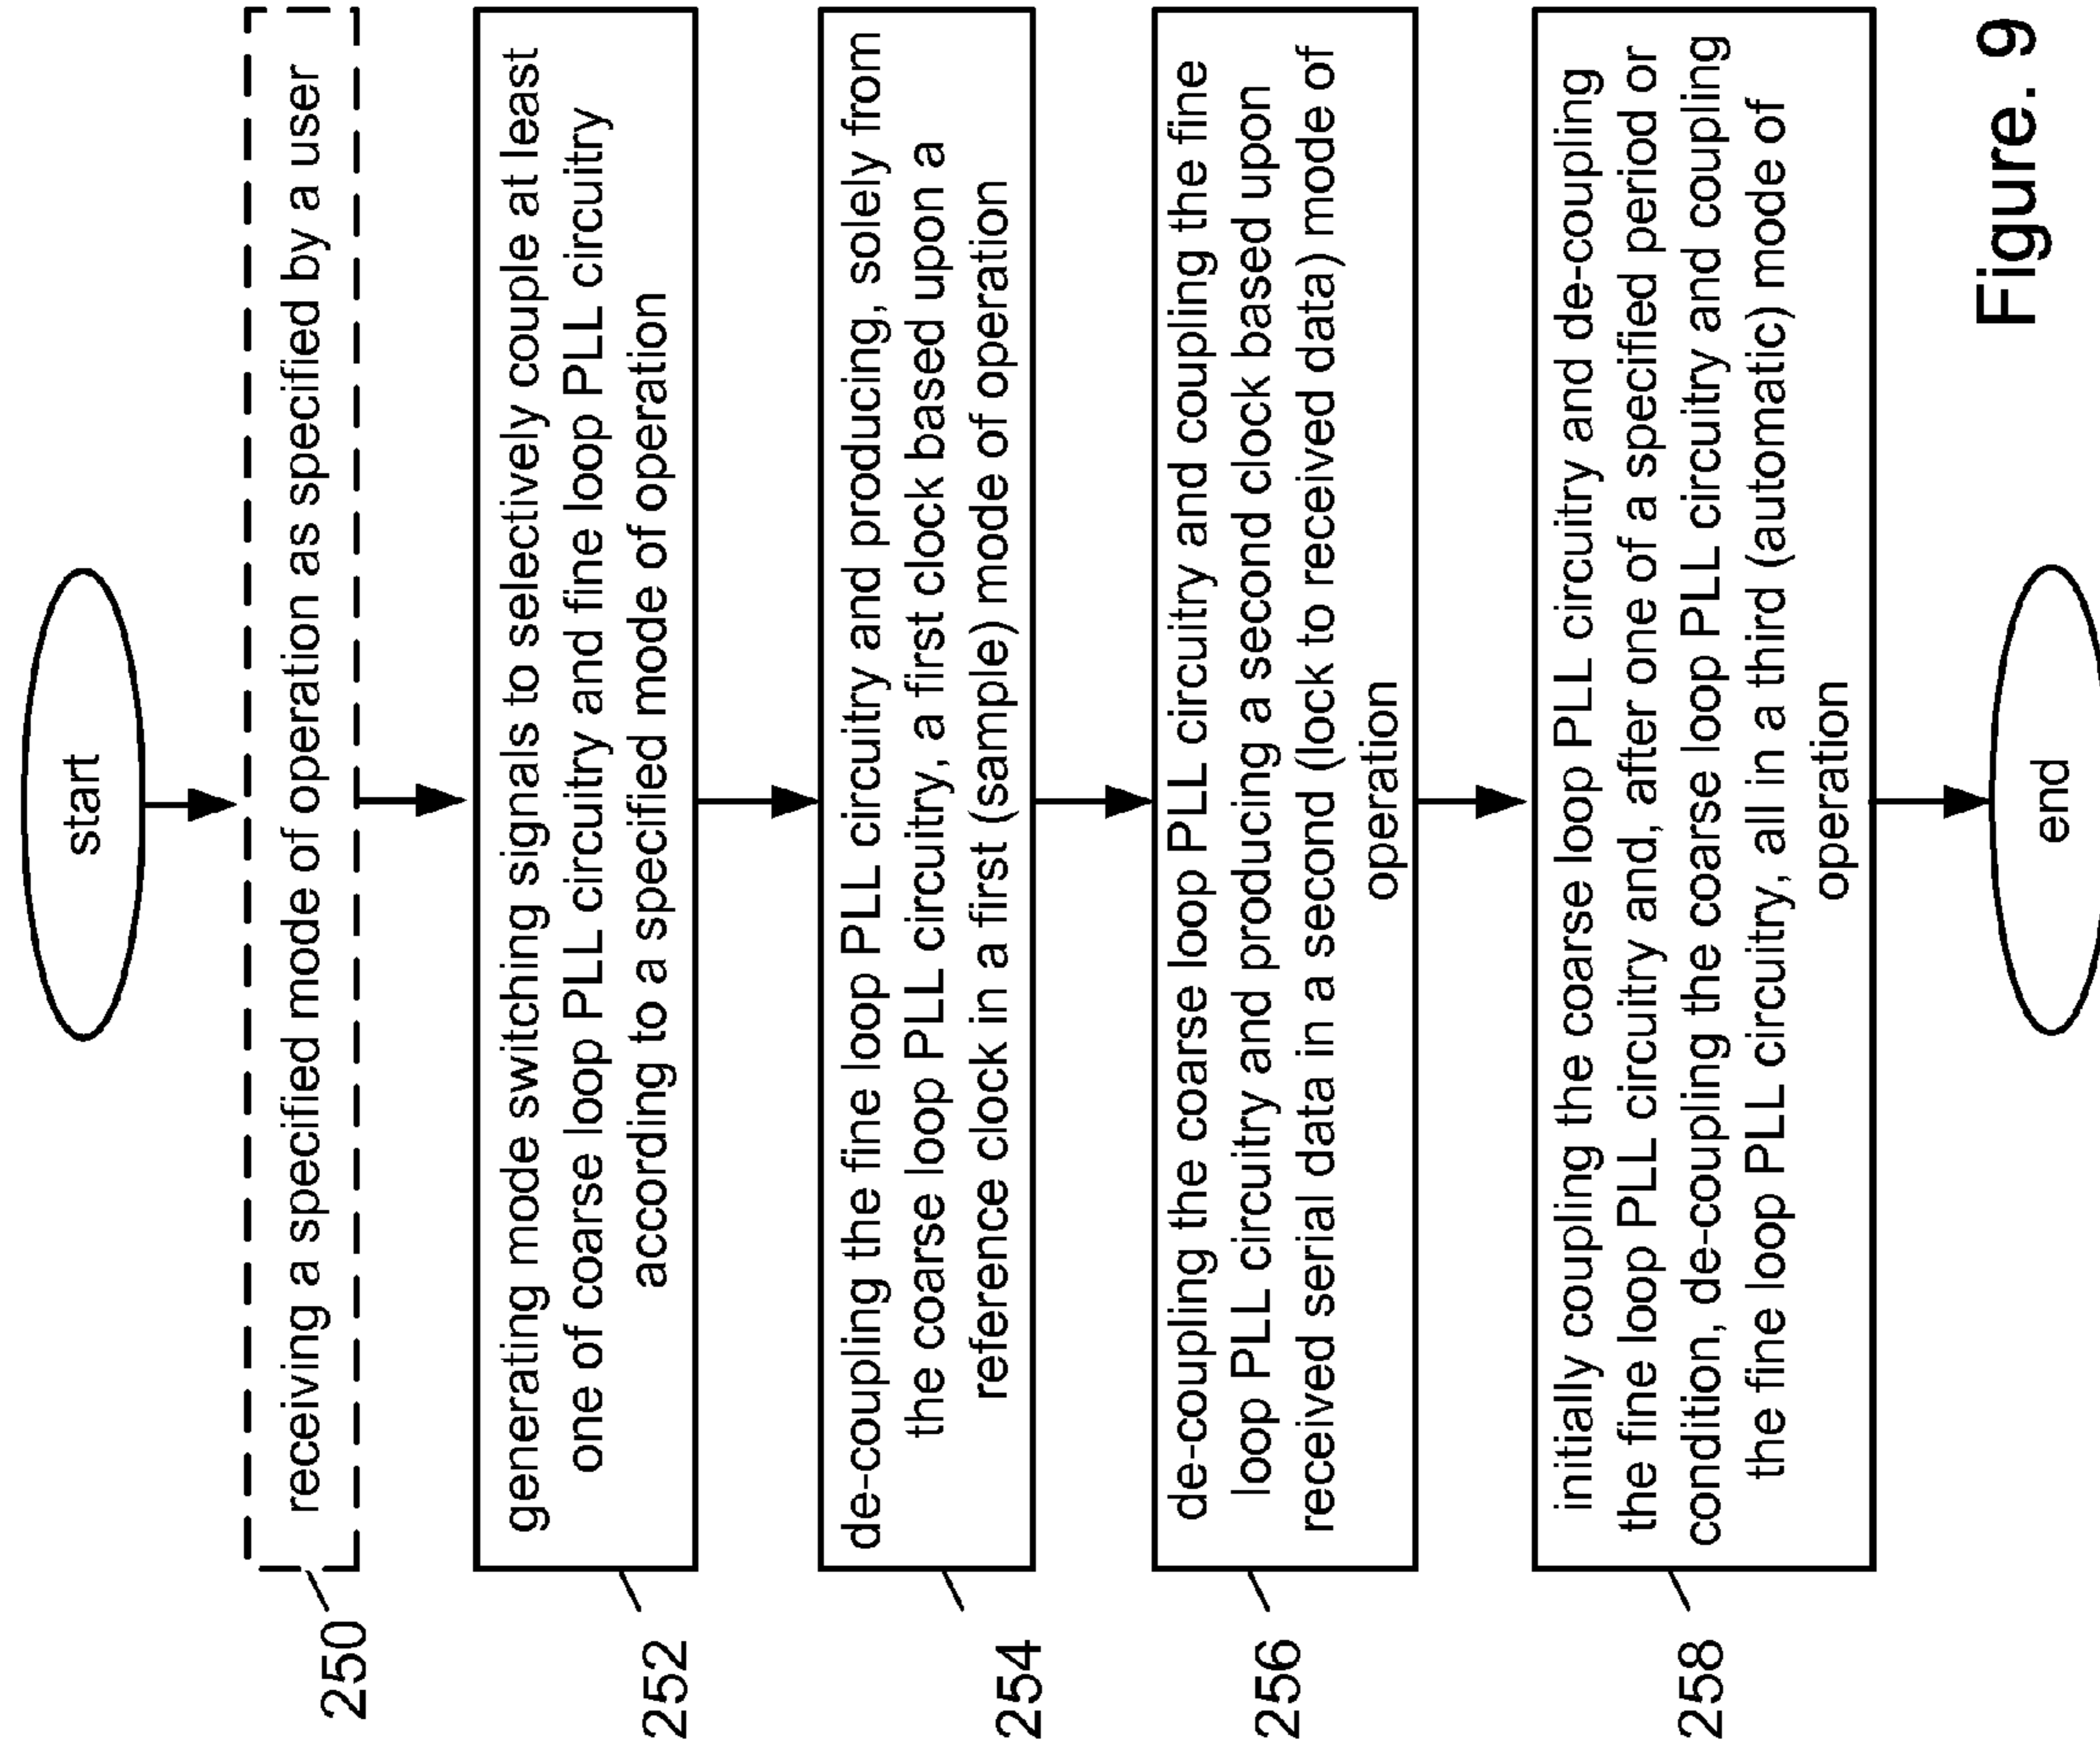 start
250
receiving a specified mode of operation as specified by a user
252
generating mode switching signals to selectively couple at least
one of coarse loop PLL circuitry and fine loop PLL circuitry
according to a specified mode of operation
254
de-coupling the fine loop PLL circuitry and producing, solely from
the coarse loop PLL circuitry, a first clock based upon a
reference clock in a first (sample) mode of operation
256
de-coupling the coarse loop PLL circuitry and coupling the fine
loop PLL circuitry and producing a second clock based upon
received serial data in a second (lock to received data) mode of
operation
258
initially coupling the coarse loop PLL circuitry and de-coupling
the fine loop PLL circuitry and, after one of a specified period or
condition, de-coupling the coarse loop PLL circuitry and coupling
the fine loop PLL circuitry, all in a third (automatic) mode of
operation
end
Figure. 9